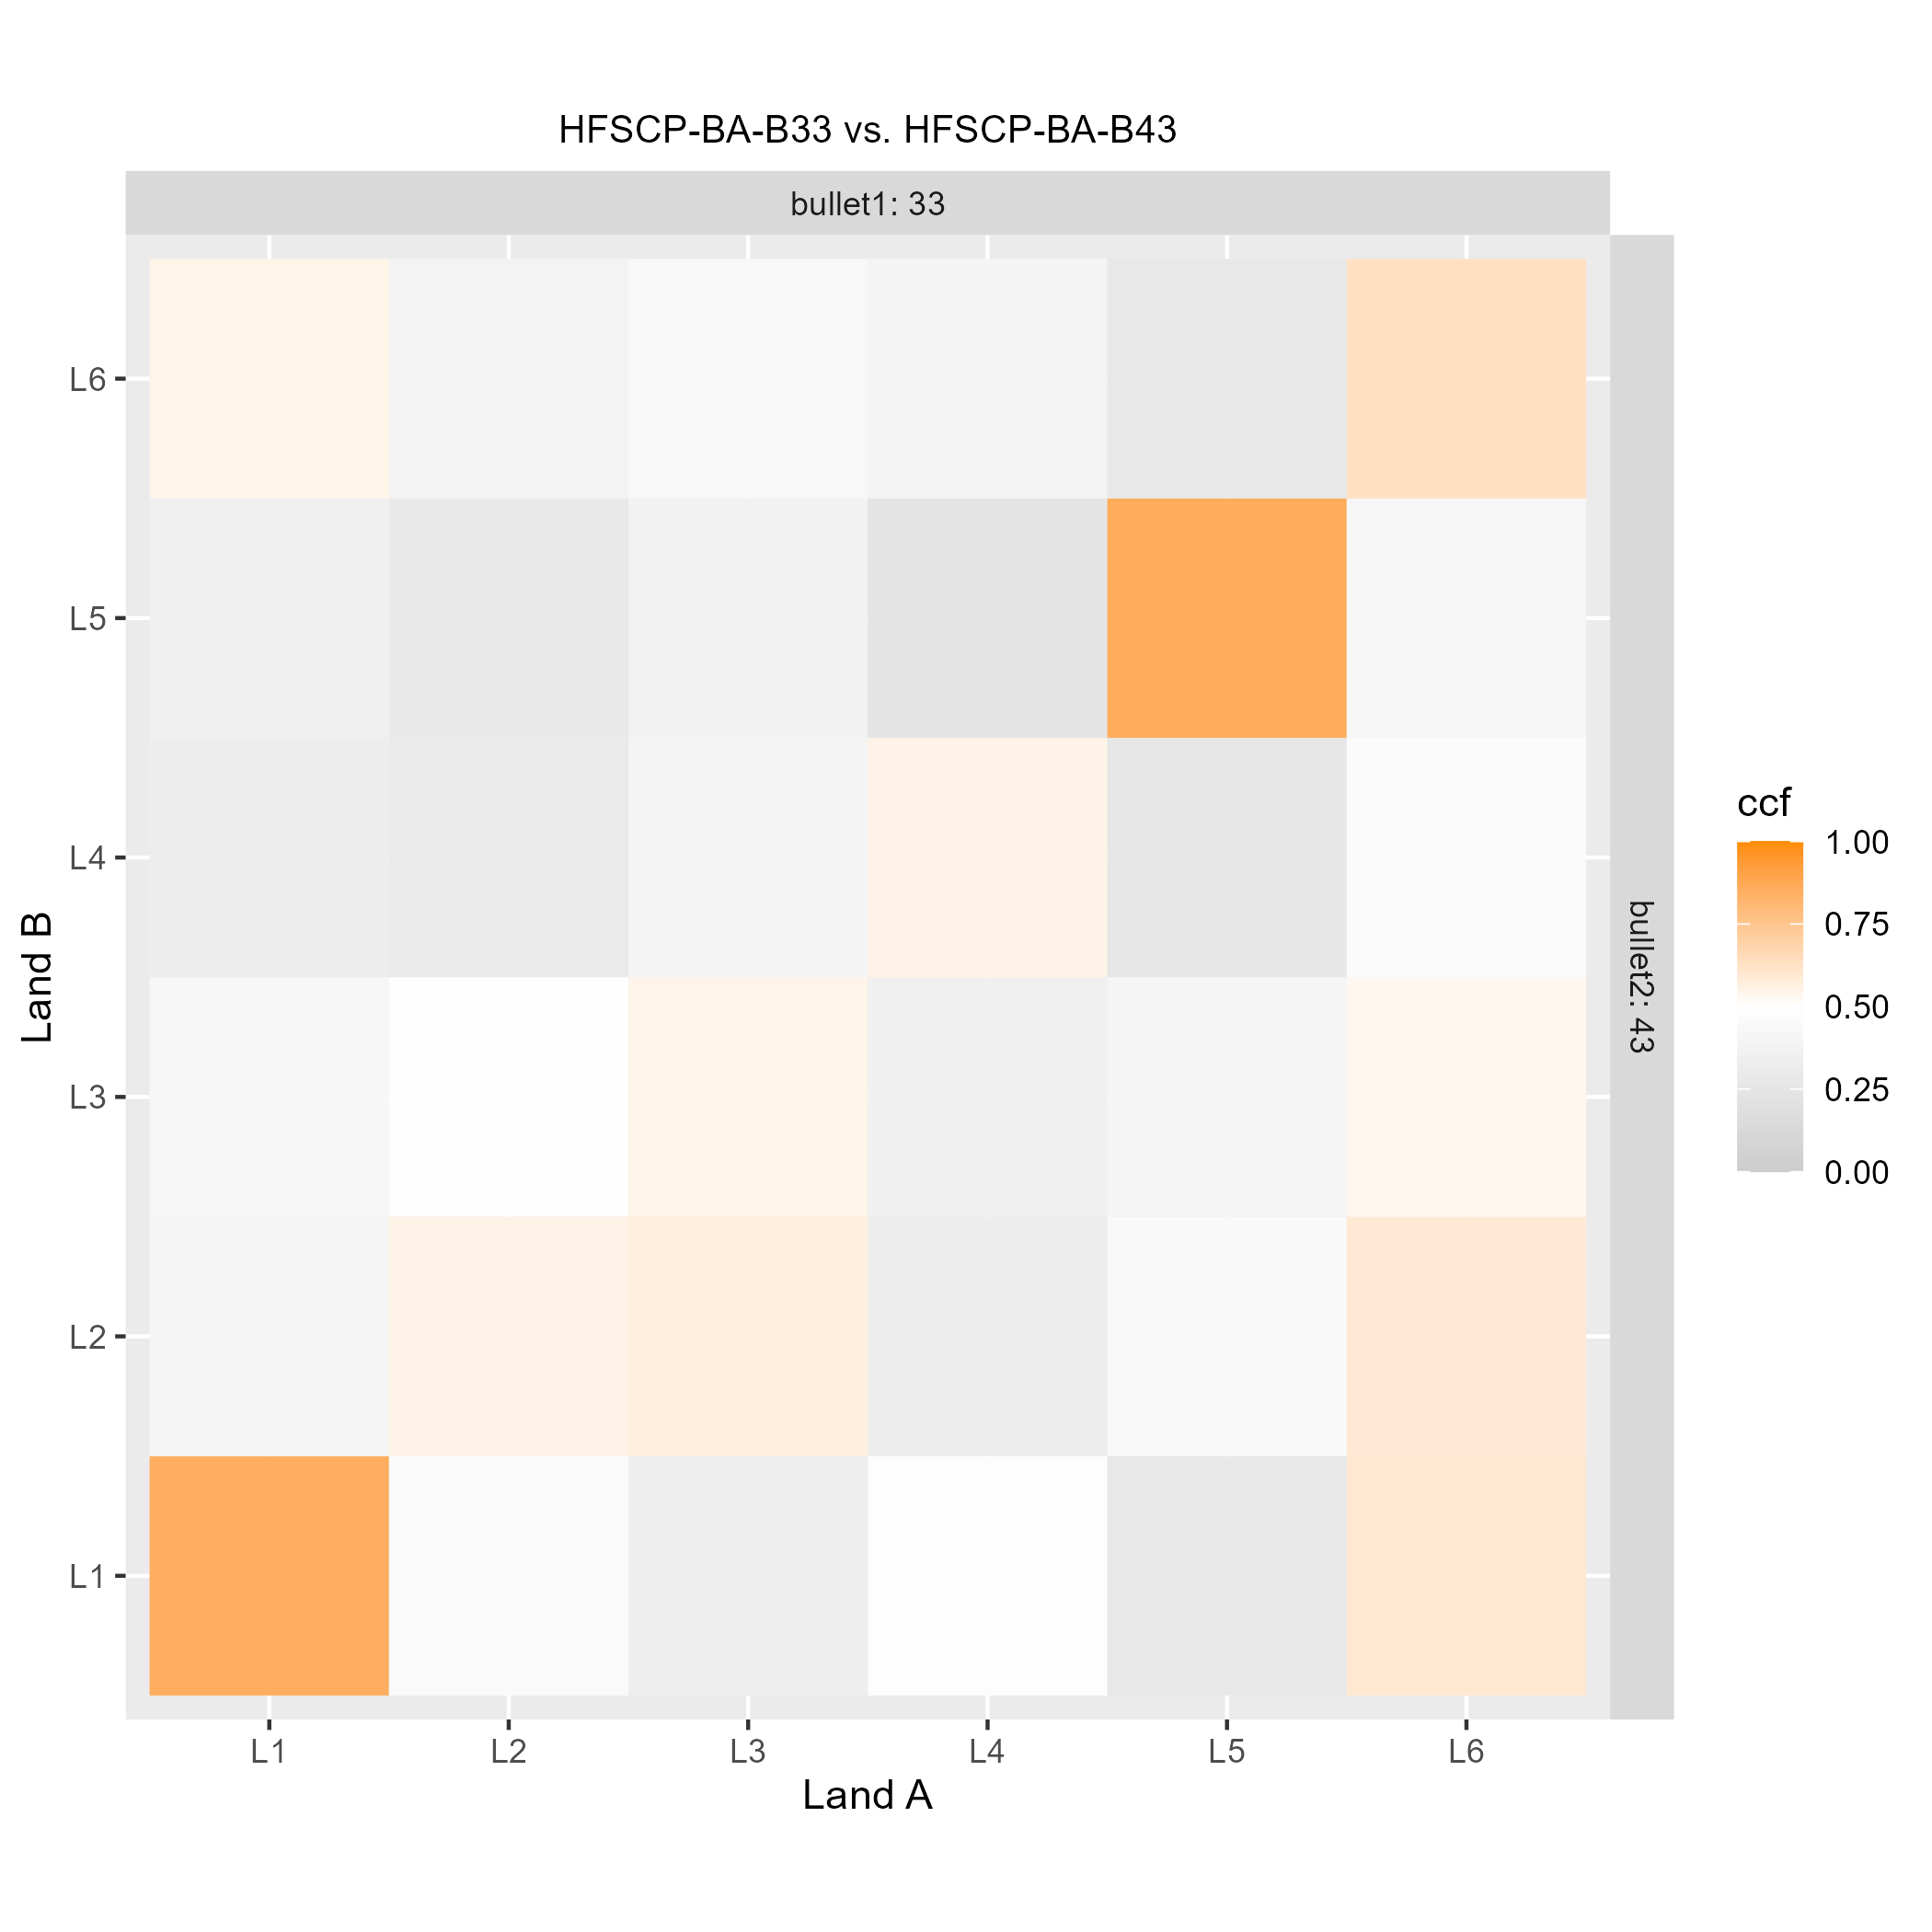 HFSCP-BA-B33 vs. HFSCP-BA-B43
bullet1: 33
L6
L5
L4
L3
L2
L1
Land B
bullet2: 43
ccf
1.00
0.75
0.50
0.25
0.00
L1 L2 L3 L4 L5 L6
Land A